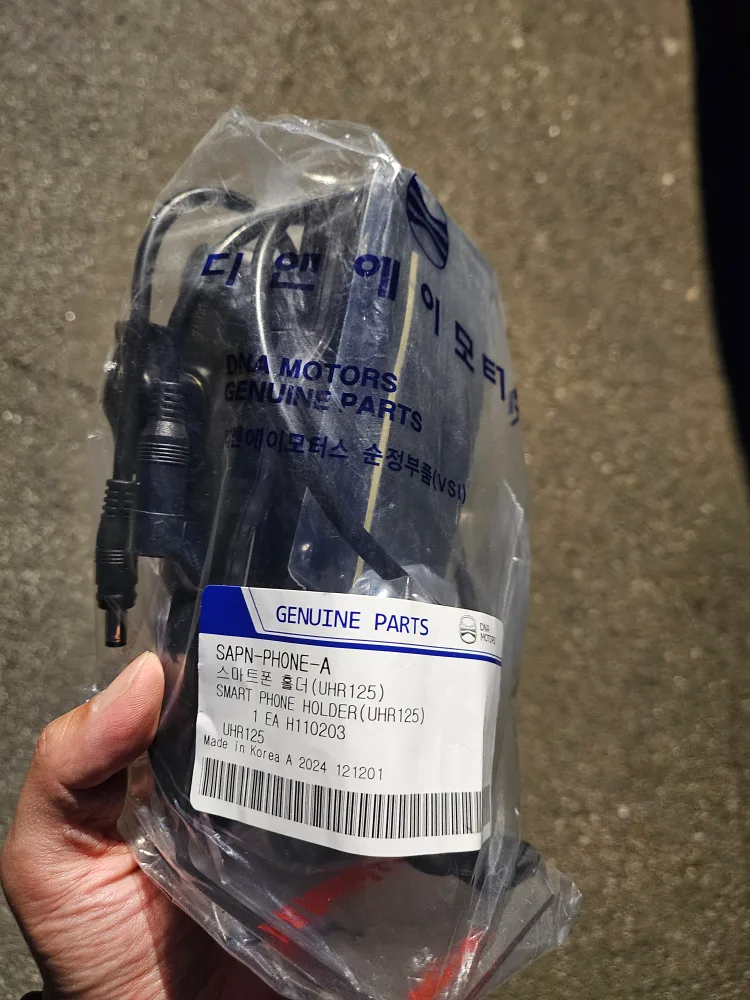 디앤에이모터스
DNA MOTORS
GENUINE PARTS
디앤에이모터스 순정부품(VSI)
GENUINE PARTS
DNA
MOTORS
SAPN-PHONE-A
스마트폰 홀더(UHR125)
SMART PHONE HOLDER(UHR125)
1 EA H110203
UHR125
Made in Korea A 2024 121201